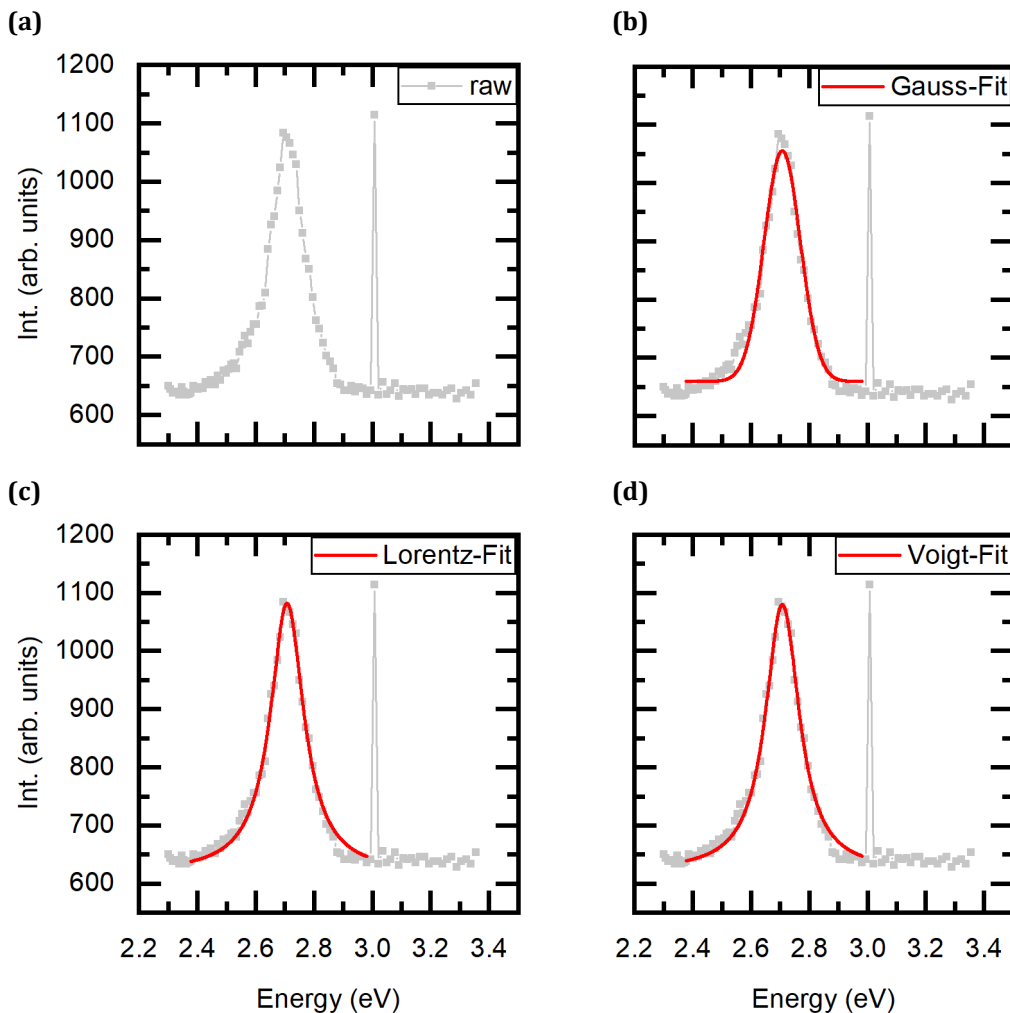 (a)
(b)
1200
1100
1000
900
800
700
600
Int. (arb. units)
raw
Gauss-Fit
(c)
(d)
1200
1100
1000
900
800
700
600
Int. (arb. units)
Lorentz-Fit
Voigt-Fit
2.2 2.4 2.6 2.8 3.0 3.2 3.4
2.2 2.4 2.6 2.8 3.0 3.2 3.4
Energy (eV)
Energy (eV)